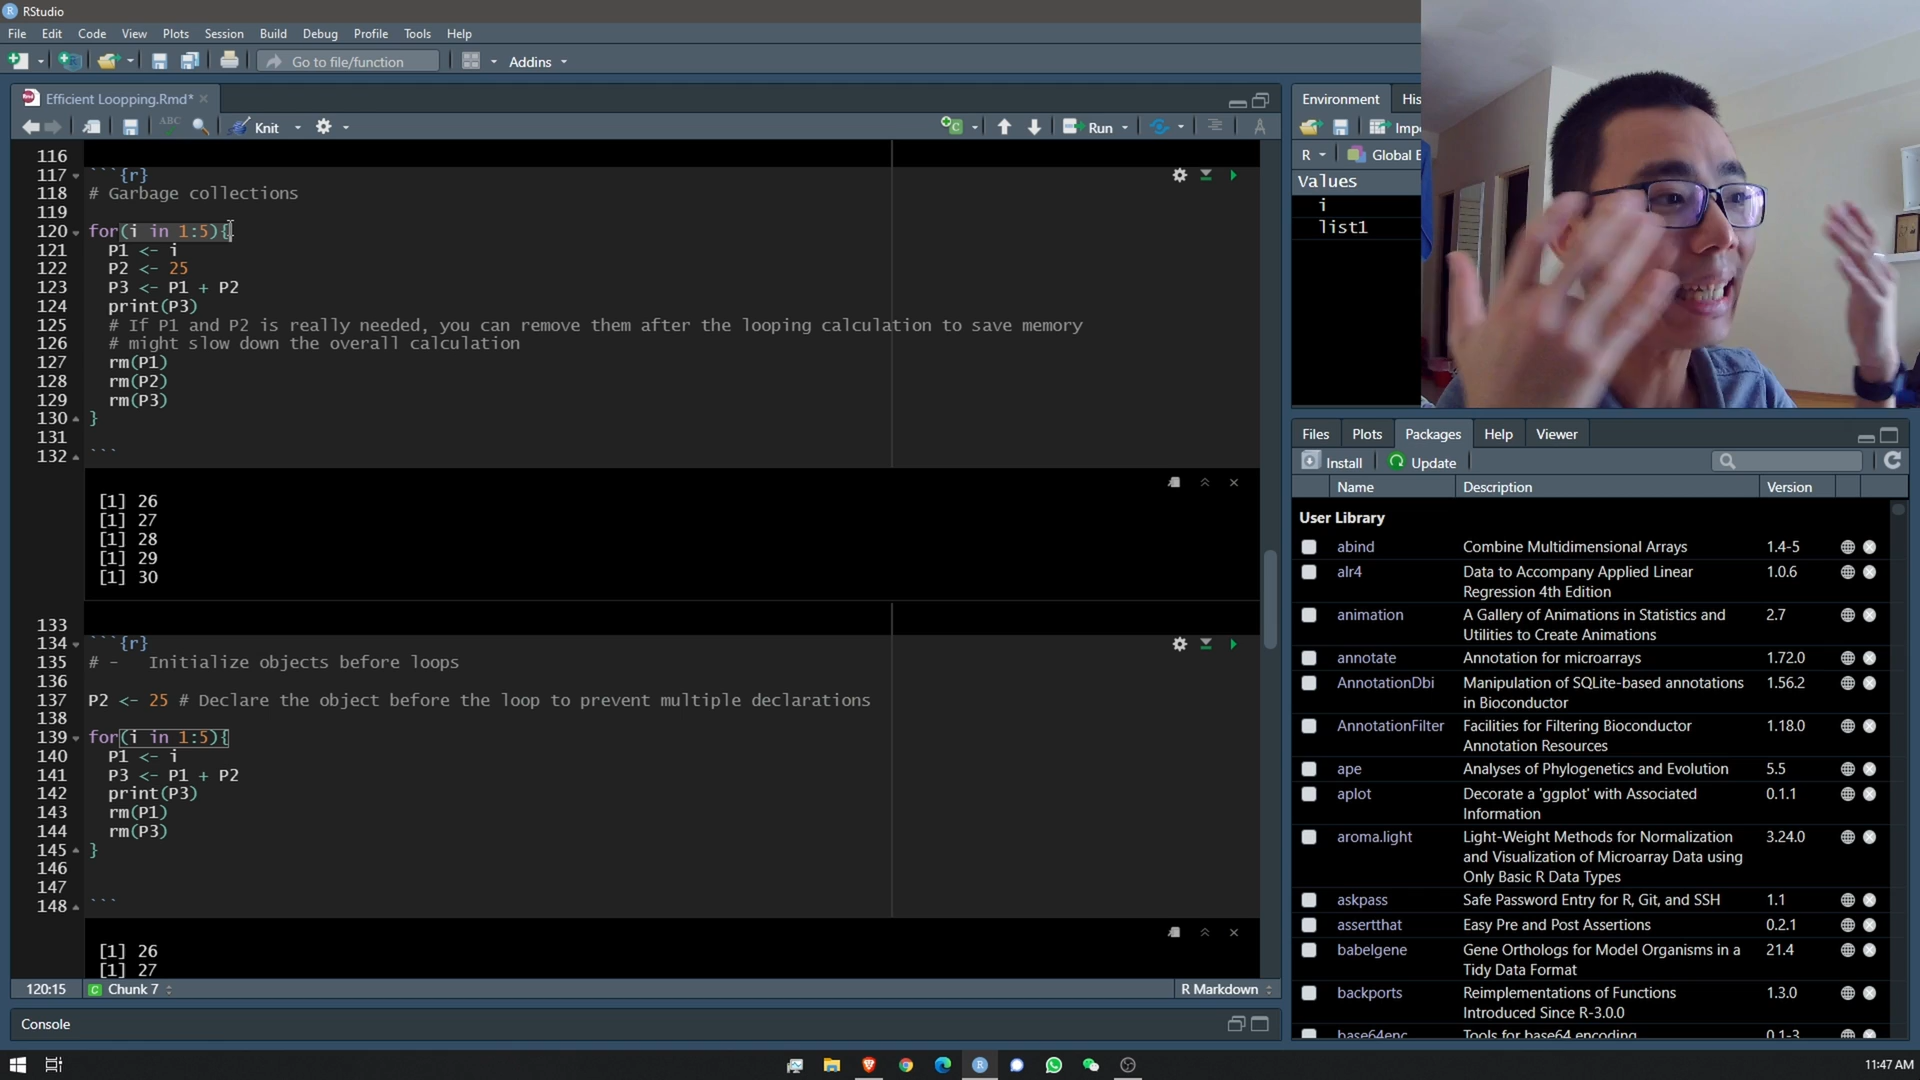 RStudio
File Edit Code View Plots Session Build Debug Profile Tools Help
Go to file/function Addins
Efficient Loopping.Rmd*
ABC Knit Run
116
117 ```{r}
118 # Garbage collections
119
120 for(i in 1:5){
121 P1 <- i
122 P2 <- 25
123 P3 <- P1 + P2
124 print(P3)
125 # If P1 and P2 is really needed, you can remove them after the looping calculation to save memory
126 # might slow down the overall calculation
127 rm(P1)
128 rm(P2)
129 rm(P3)
130 }
131
132 ```
[1] 26
[1] 27
[1] 28
[1] 29
[1] 30
133
134 ```{r}
135 # - Initialize objects before loops
136
137 P2 <- 25 # Declare the object before the loop to prevent multiple declarations
138
139 for(i in 1:5){
140 P1 <- i
141 P3 <- P1 + P2
142 print(P3)
143 rm(P1)
144 rm(P3)
145 }
146
147
148 ```
[1] 26
[1] 27
120:15 Chunk 7 R Markdown
Console
Environment His
Impo
R Global E
Values
i
list1
Files Plots Packages Help Viewer
Install Update
Name Description Version
User Library
abind Combine Multidimensional Arrays 1.4-5
alr4 Data to Accompany Applied Linear 1.0.6
Regression 4th Edition
animation A Gallery of Animations in Statistics and 2.7
Utilities to Create Animations
annotate Annotation for microarrays 1.72.0
AnnotationDbi Manipulation of SQLite-based annotations 1.56.2
in Bioconductor
AnnotationFilter Facilities for Filtering Bioconductor 1.18.0
Annotation Resources
ape Analyses of Phylogenetics and Evolution 5.5
aplot Decorate a 'ggplot' with Associated 0.1.1
Information
aroma.light Light-Weight Methods for Normalization 3.24.0
and Visualization of Microarray Data using
Only Basic R Data Types
askpass Safe Password Entry for R, Git, and SSH 1.1
assertthat Easy Pre and Post Assertions 0.2.1
babelgene Gene Orthologs for Model Organisms in a 21.4
Tidy Data Format
backports Reimplementations of Functions 1.3.0
Introduced Since R-3.0.0
base64enc Tools for base64 encoding 0.1-3
11:47 AM